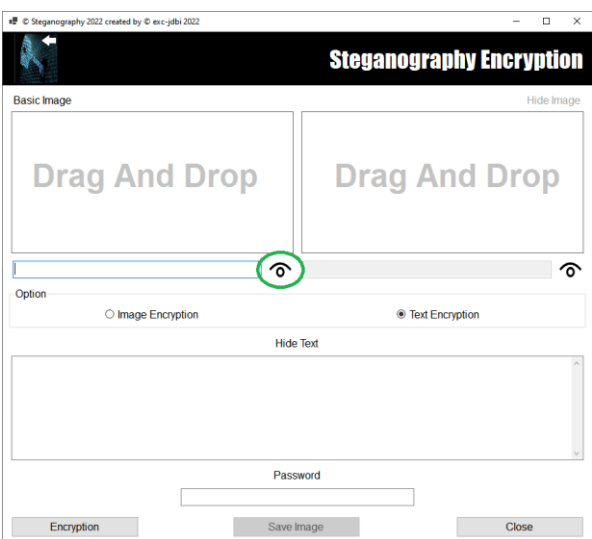 © Steganography 2022 created by © exc-jdbi 2022
Steganography Encryption
Basic Image
Hide Image
Drag And Drop
Drag And Drop
Option
Image Encryption
Text Encryption
Hide Text
Password
Encryption
Save Image
Close